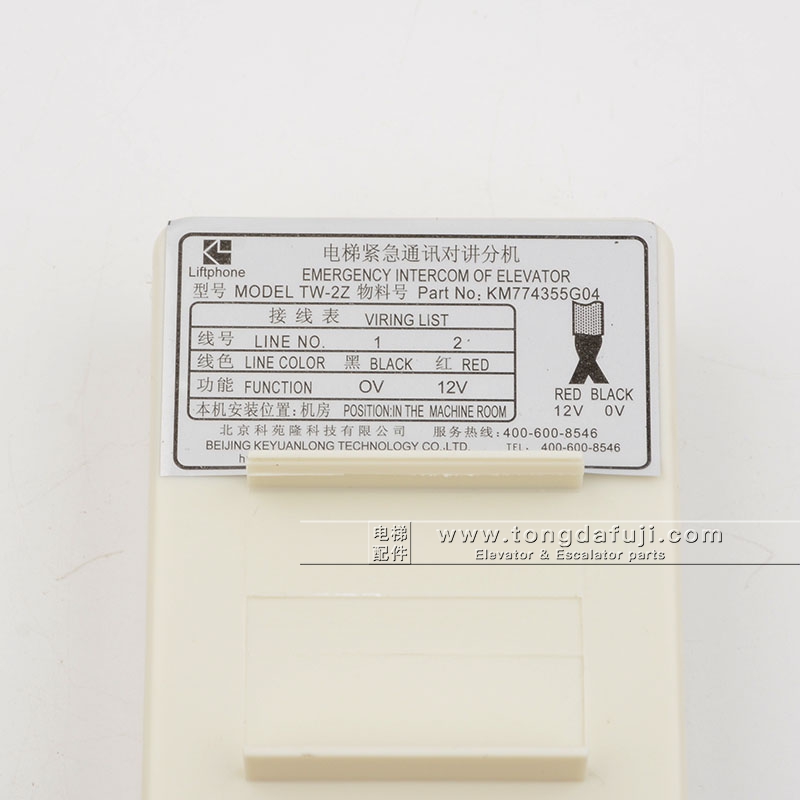 电梯紧急通讯对讲分机
Liftphone
EMERGENCY INTERCOM OF ELEVATOR
型号 MODEL TW-2Z 物料号 Part No: KM774355G04
接线表 VIRING LIST
线号 LINE NO. 1 2
线色 LINE COLOR 黑 BLACK 红 RED
功能 FUNCTION OV 12V
本机安装位置: 机房 POSITION:IN THE MACHINE ROOM
RED BLACK
12V 0V
北京科苑隆科技有限公司 服务热线: 400-600-8546
BEIJING KEYUANLONG TECHNOLOGY CO.,LTD. TEL: 400-600-8546
电梯配件
www.tongdafuji.com
Elevator & Escalator parts